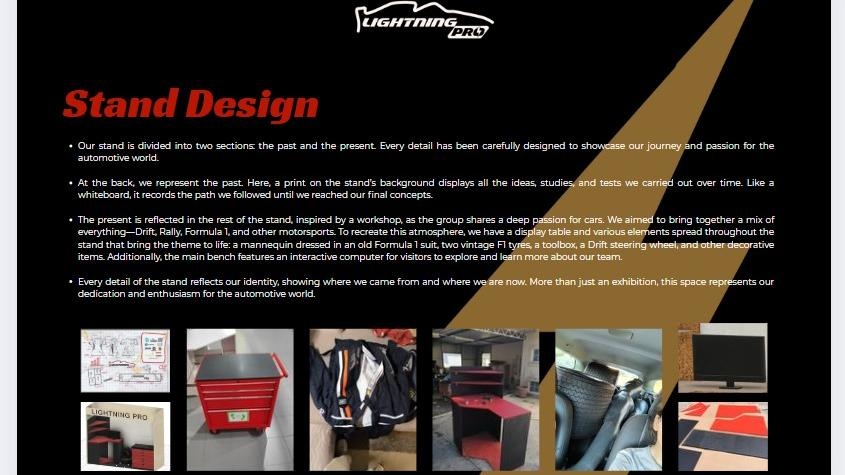 LIGHTNING
PRO
Stand Design
• Our stand is divided into two sections: the past and the present. Every detail has been carefully designed to showcase our journey and passion for the
automotive world.
• At the back, we represent the past. Here, a print on the stand's background displays all the ideas, studies, and tests we carried out over time. Like a
whiteboard, it records the path we followed until we reached our final concepts.
• The present is reflected in the rest of the stand, inspired by a workshop, as the group shares a deep passion for cars. We aimed to bring together a mix of
everything—Drift, Rally, Formula 1, and other motorsports. To recreate this atmosphere, we have a display table and various elements spread throughout the
stand that bring the theme to life: a mannequin dressed in an old Formula 1 suit, two vintage F1 tyres, a toolbox, a Drift steering wheel, and other decorative
items. Additionally, the main bench features an interactive computer for visitors to explore and learn more about our team.
• Every detail of the stand reflects our identity, showing where we came from and where we are now. More than just an exhibition, this space represents our
dedication and enthusiasm for the automotive world.
LIGHTNING PRO